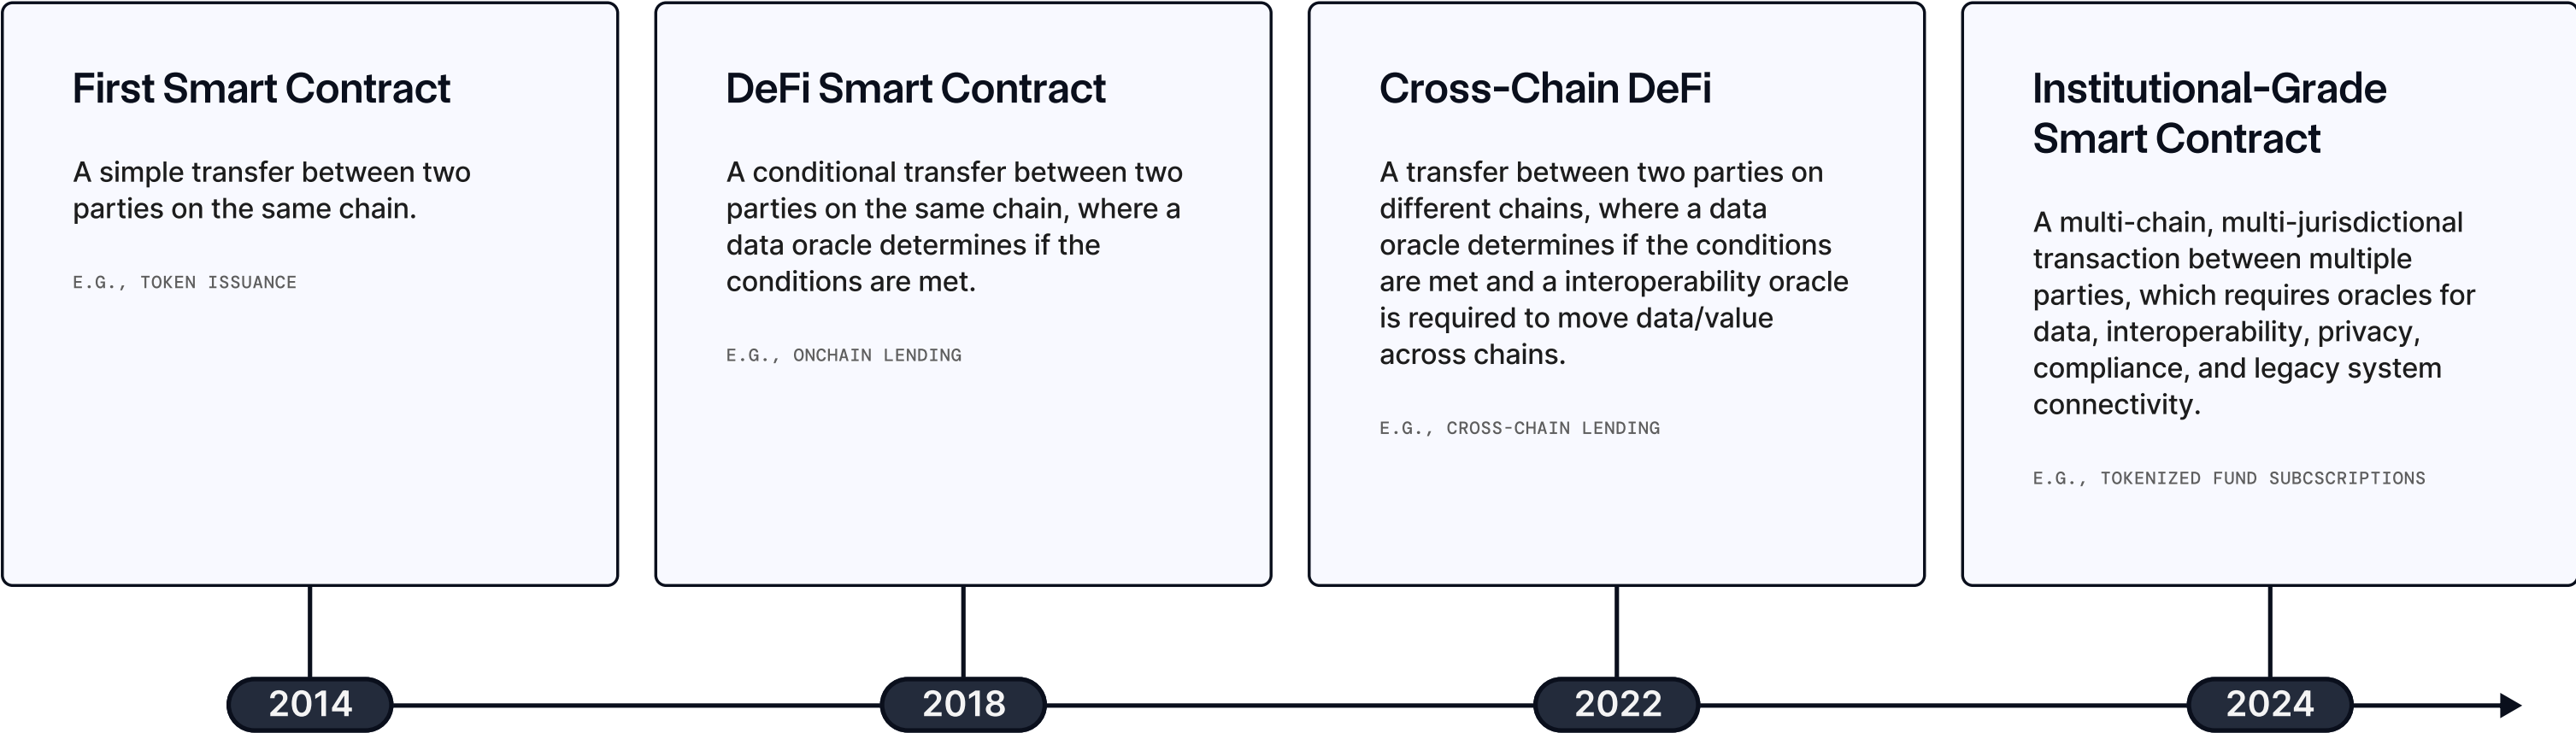 First Smart Contract
A simple transfer between two
parties on the same chain.
E.G., TOKEN ISSUANCE
DeFi Smart Contract
A conditional transfer between two
parties on the same chain, where a
data oracle determines if the
conditions are met.
E.G., ONCHAIN LENDING
Cross-Chain DeFi
A transfer between two parties on
different chains, where a data
oracle determines if the conditions
are met and a interoperability oracle
is required to move data/value
across chains.
E.G., CROSS-CHAIN LENDING
Institutional-Grade
Smart Contract
A multi-chain, multi-jurisdictional
transaction between multiple
parties, which requires oracles for
data, interoperability, privacy,
compliance, and legacy system
connectivity.
E.G., TOKENIZED FUND SUBCSCRIPTIONS
2014
2018
2022
2024